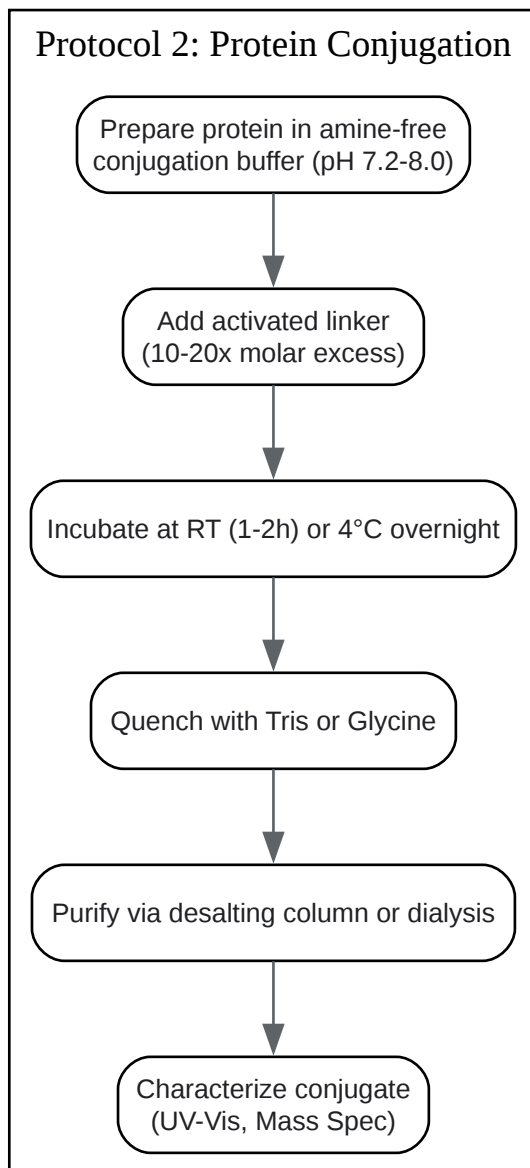 Protocol 2: Protein Conjugation
Prepare protein in amine-free
conjugation buffer (pH 7.2-8.0)
Add activated linker
(10-20x molar excess)
Incubate at RT (1-2h) or 4°C overnight
Quench with Tris or Glycine
Purify via desalting column or dialysis
Characterize conjugate
(UV-Vis, Mass Spec)